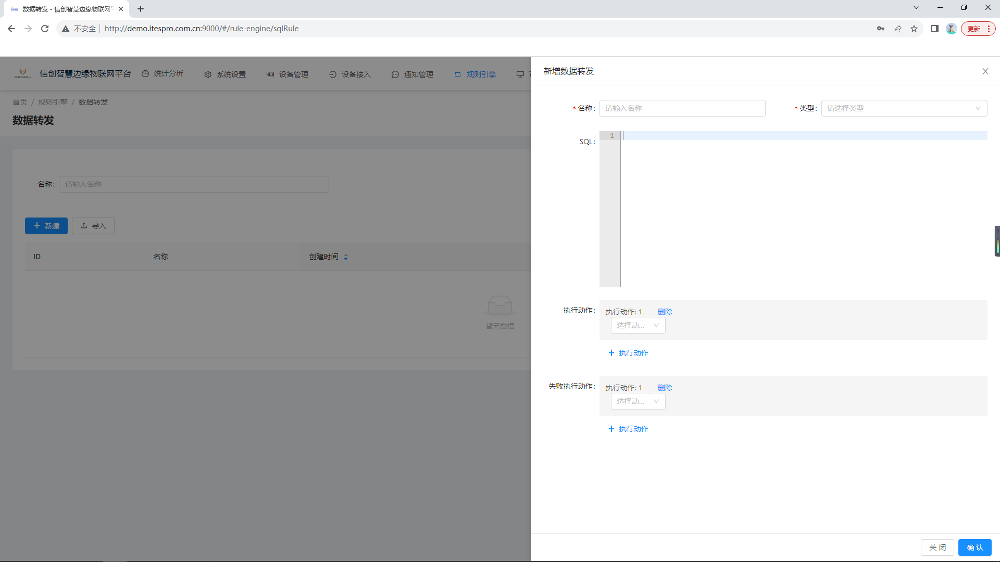 数据转发 - 信创智慧边缘物联网平
不安全
http://demo.itespro.com.cn:9000/#/rule-engine/sqlRule
更新
信创智慧边缘物联网平台
统计分析
系统设置
设备管理
设备接入
通知管理
规则引擎
首页 / 规则引擎 / 数据转发
数据转发
名称:
请输入名称
新建
导入
ID
名称
创建时间
暂无数据
新增数据转发
* 名称:
请输入名称
* 类型:
请选择类型
SQL:
1
执行动作:
执行动作: 1
删除
选择动...
执行动作
失败执行动作:
执行动作: 1
删除
选择动...
执行动作
关 闭
确 认